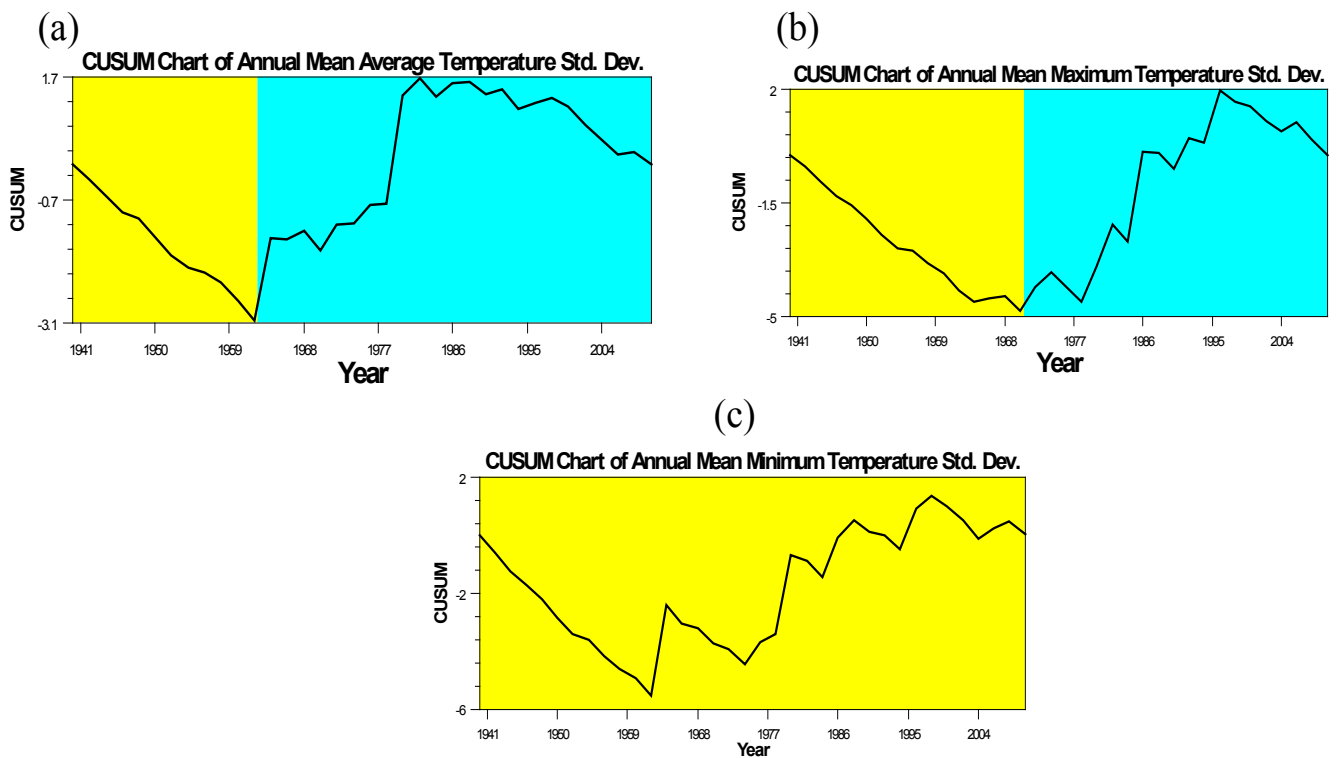 (a)
CUSUM Chart of Annual Mean Average Temperature Std. Dev.
1.7
-0.7
-3.1
CUSUM
1941 1950 1959 1968 1977 1986 1995 2004
Year
(b)
CUSUM Chart of Annual Mean Maximum Temperature Std. Dev.
2
-1.5
-5
CUSUM
1941 1950 1959 1968 1977 1986 1995 2004
Year
(c)
CUSUM Chart of Annual Mean Minimum Temperature Std. Dev.
2
-2
-6
CUSUM
1941 1950 1959 1968 1977 1986 1995 2004
Year